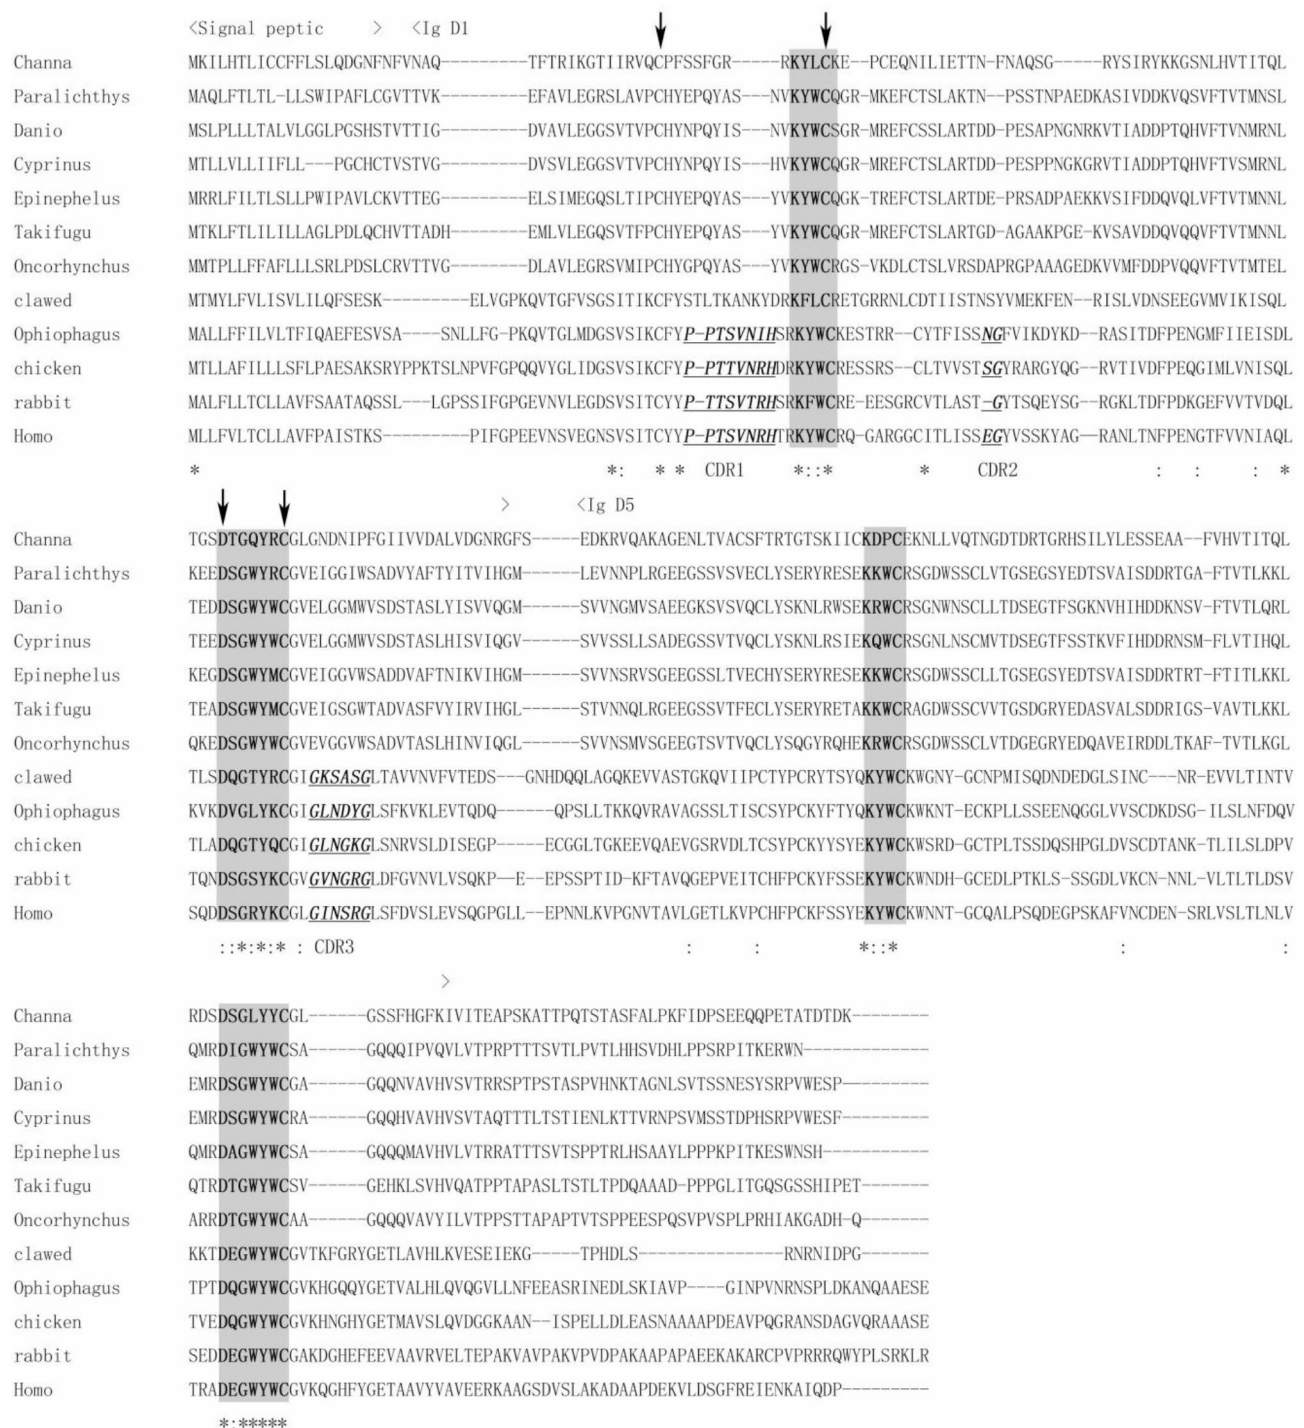 <Signal peptic > <Ig D1
Channa MKILHTLICCFFLSLQDGNFNFVNAQ---------TFTRIKGTIIRVQCPFSSFGR-----RKYLCKE--PCEQNILIETTN-FNAQSG-----RYSIRYKKGSNLHVTITQL
Paralichthys MAQLFTLTL-LLSWIPAFLCGVTTVK---------EFAVLEGRSLAVPCHYEPQYAS---NVKYWCQGR-MKEFCTSLAKTN--PSSTNPAEDKASIVDDKVQSVFTVTMNSL
Danio MSLPLLLTALVLGGLPGSHSTVTTIG---------DVAVLEGGSVTVPCHYNPQYIS---NVKYWCSGR-MREFCSSLARTDD-PESAPNGNRKVTIADDPTQHVFTVNMRNL
Cyprinus MTLLVLLIIFLL---PGCHCTVSTVG---------DVSVLEGGSVTVPCHYNPQYIS---HVKYWCQGR-MREFCTSLARTDD-PESPPNGKGRVTIADDPTQHVFTVSMRNL
Epinephelus MRRLFILTLSLLPWIPAVLCKVTTEG---------ELSIMEGQSLTIPCHYEPQYAS---YVKYWCQGK-TREFCTSLARTDE-PRSADPAEKKVSIFDDQVQLVFTVTMNNL
Takifugu MTKLFTLILILLAGLPDLQCHVTTADH--------EMLVLEGQSVTFPCHYEPQYAS---YVKYWCQGR-MREFCTSLARTGD-AGAAKPGE-KVSAVDDQVQQVFTVTMNNL
Oncorhynchus MMTPLLFFAFLLLSRLPDSLCRVTTVG--------DLAVLEGRSVMIPCHYGPQYAS---YVKYWCRGS-VKDLCTSLVRSDAPRGPAAAGEDKVVMFDDPVQQVFTVTMTEL
clawed MTMYLFVLISVLILQFSESK---------ELVGPKQVTGFVSGSITIKCFYSTLTKANKYDRKFLCRETGRRNLCDTIISTNSYVMEKFEN--RISLVDNSEEGVMVIKISQL
Ophiophagus MALLFFILVLTFIQAEFESVSA----SNLLFG-PKQVTGLMDGSVSIKCFYP-PTSVNIHSRKYWCKESTRR--CYTFISSNGFVIKDYKD--RASITDFPENGMFIIEISDL
chicken MTLLAFILLLSFLPAESAKSRYPPKTSLNPVFGPQQVYGLIDGSVSIKCFYP-PTTVNRHDRKYWCRESSRS--CLTVVSTSGYRARGYQG--RVTIVDFPEQGIMLVNISQL
rabbit MALFLLTCLLAVFSAATAQSSL---LGPSSIFGPGEVNVLEGDSVSITCYYP-TTSVTRHSRKFWCRE-EESGRCVTLAST-GYTSQEYSG--RGKLTDFPDKGEFVVTVDQL
Homo MLLFVLTCLLAVFPAISTKS---------PIFGPEEVNSVEGNSVSITCYYP-PTSVNRHTRKYWCRQ-GARGGCITLISSEGYVSSKYAG--RANLTNFPENGTFVVNIAQL
* *: * * CDR1 *::* * CDR2 : : : *
> <Ig D5
Channa TGSDTGQYRCGLGNDNIPFGIIVVDALVDGNRGFS-----EDKRVQAKAGENLTVACSFTRTGTSKIICKDPCEKNLLVQTNGDTDRTGRHSILYLESSEAA--FVHVTITQL
Paralichthys KEEDSGWYRCGVEIGGIWSADVYAFTYITVIHGM------LEVNNPLRGEEGSSVSVECLYSERYRESEKKWCRSGDWSSCLVTGSEGSYEDTSVAISDDRTGA-FTVTLKKL
Danio TEDDSGWYWCGVELGGMWVSDSTASLYISVVQGM------SVVNGMVSAEEGKSVSVQCLYSKNLRWSEKRWCRSGNWNSCLLTDSEGTFSGKNVHIHDDKNSV-FTVTLQRL
Cyprinus TEEDSGWYWCGVELGGMWVSDSTASLHISVIQGV------SVVSSLLSADEGSSVTVQCLYSKNLRSIEKQWCRSGNLNSCMVTDSEGTFSSTKVFIHDDRNSM-FLVTIHQL
Epinephelus KEGDSGWYMCGVEIGGVWSADDVAFTNIKVIHGM------SVVNSRVSGEEGSSLTVECHYSERYRESEKKWCRSGDWSSCLLTGSEGSYEDTSVAISDDRTRT-FTITLKKL
Takifugu TEADSGWYMCGVEIGSGWTADVASFVYIRVIHGL------STVNNQLRGEEGSSVTFECLYSERYRETAKKWCRAGDWSSCVVTGSDGRYEDASVALSDDRIGS-VAVTLKKL
Oncorhynchus QKEDSGWYWCGVEVGGVWSADVTASLHINVIQGL------SVVNSMVSGEEGTSVTVQCLYSQGYRQHEKRWCRSGDWSSCLVTDGEGRYEDQAVEIRDDLTKAF-TVTLKGL
clawed TLSDQGTYRCGIGKSASGLTAVVNVFVTEDS---GNHDQQLAGQKEVVASTGKQVIIPCTYPCRYTSYQKYWCKWGNY-GCNPMISQDNDEDGLSINC---NR-EVVLTINTV
Ophiophagus KVKDVGLYKCGIGLNDYGLSFKVKLEVTQDQ------QPSLLTKKQVRAVAGSSLTISCSYPCKYFTYQKYWCKWKNT-ECKPLLSSEENQGGLVVSCDKDSG-ILSLNFDQV
chicken TLADQGTYQCGIGLNGKGLSNRVSLDISEGP-----ECGGLTGKEEVQAEVGSRVDLTCSYPCKYYSYEKYWCKWSRD-GCTPLTSSDQSHPGLDVSCDTANK-TLILSLDPV
rabbit TQNDSGSYKCGVGVNGRGLDFGVNVLVSQKP--E--EPSSPTID-KFTAVQGEPVEITCHFPCKYFSSEKYWCKWNDH-GCEDLPTKLS-SSGDLVKCN-NNL-VLTLTLDSV
Homo SQDDSGRYKCGLGINSRGLSFDVSLEVSQGPGLL--EPNNLKVPGNVTAVLGETLKVPCHFPCKFSSYEKYWCKWNNT-GCQALPSQDEGPSKAFVNCDEN-SRLVSLTLNLV
::*:*:* : CDR3 : : *::* : :
>
Channa RDSDSGLYYCGL------GSSFHGFKIVITEAPSKATTPQTSTASFALPKFIDPSEEQQPETATDTDK--------
Paralichthys QMRDIGWYWCSA------GQQQIPVQVLVTPRPTTTSVTLPVTLHHSVDHLPPSRPITKERWN-------------
Danio EMRDSGWYWCGA------GQQNVAVHVSVTRRSPTPSTASPVHNKTAGNLSVTSSNESYSRPVWESP---------
Cyprinus EMRDSGWYWCRA------GQQHVAVHVSVTAQTTTLTSTIENLKTTVRNPSVMSSTDPHSRPVWESF---------
Epinephelus QMRDAGWYWCSA------GQQQMAVHVLVTRRATTTSVTSPPTRLHSAAYLPPPKPITKESWNSH-----------
Takifugu QTRDTGWYWCSV------GEHKLSVHVQATPPTAPASLTSTLTPDQAAAD-PPPGLITGQSGSSHIPET-------
Oncorhynchus ARRDTGWYWCAA------GQQQVAVYILVTPPSTTAPAPTVTSPPEESPQSVPVSPLPRHIAKGADH-Q-------
clawed KKTDEGWYWCGVTKFGRYGETLAVHLKVESEIEKG-----TPHDLS---------------RNRNIDPG-------
Ophiophagus TPTDQGWYWCGVKHGQQYGETVALHLQVQGVLLNFEEASRINEDLSKIAVP----GINPVNRNSPLDKANQAAESE
chicken TVEDQGWYWCGVKHNGHYGETMAVSLQVDGGKAAN--ISPELLDLEASNAAAAPDEAVPQGRANSDAGVQRAAASE
rabbit SEDDEGWYWCGAKDGHEFEEVAAVRVELTEPAKVAVPAKVPVDPAKAAPAPAEEKAKARCPVPRRRQWYPLSRKLR
Homo TRADEGWYWCGVKQGHFYGETAAVYVAVEERKAAGSDVSLAKADAAPDEKVLDSGFREIENKAIQDP---------
*:*****